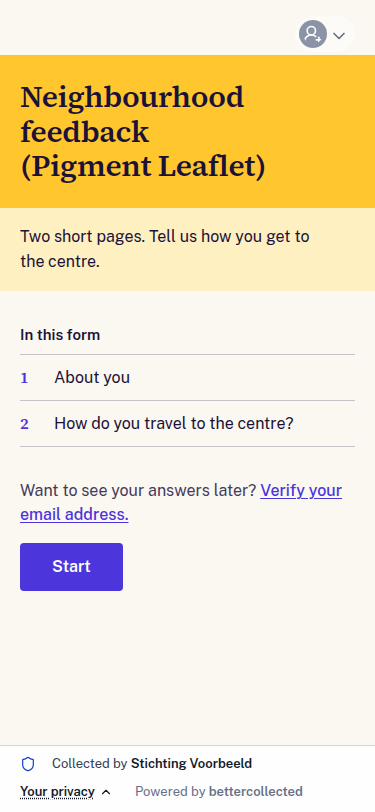 Neighbourhood
feedback
(Pigment Leaflet)
Two short pages. Tell us how you get to
the centre.
In this form
1 About you
2 How do you travel to the centre?
Want to see your answers later? Verify your
email address.
Start
Collected by Stichting Voorbeeld
Your privacy Powered by bettercollected